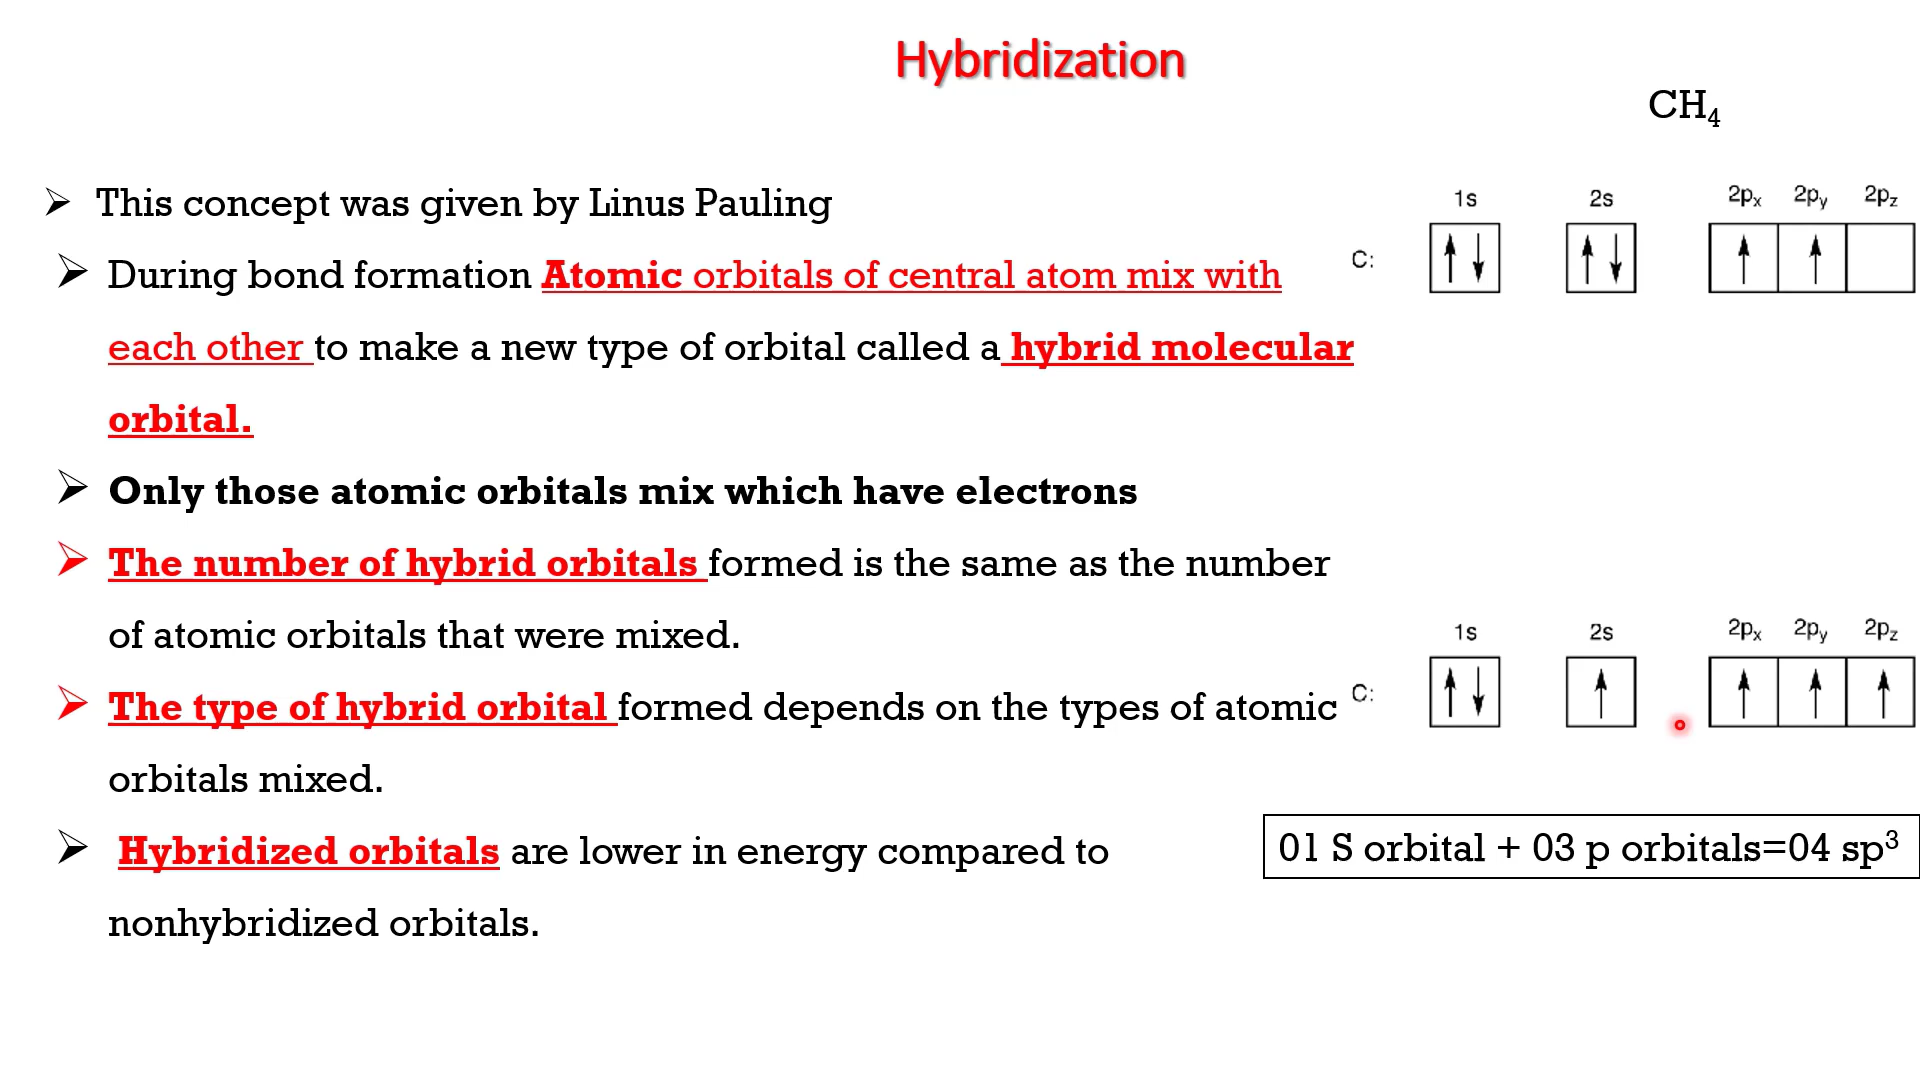 Hybridization
CH₄
➢ This concept was given by Linus Pauling
➢ During bond formation Atomic orbitals of central atom mix with
each other to make a new type of orbital called a hybrid molecular
orbital.
➢ Only those atomic orbitals mix which have electrons
➢ The number of hybrid orbitals formed is the same as the number
of atomic orbitals that were mixed.
➢ The type of hybrid orbital formed depends on the types of atomic
orbitals mixed.
➢ Hybridized orbitals are lower in energy compared to
nonhybridized orbitals.
1s 2s 2pₓ 2py 2pz
C:
1s 2s 2pₓ 2py 2pz
C:
01 S orbital + 03 p orbitals=04 sp³